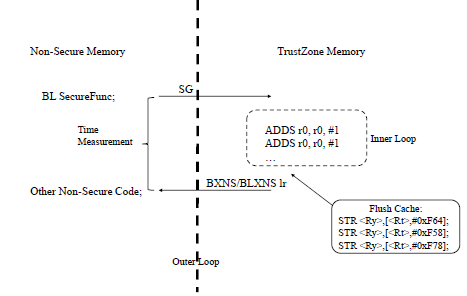 Non-Secure Memory
TrustZone Memory
SG
BL SecureFunc;
Time
Measurement
ADDS r0, r0, #1
ADDS r0, r0, #1
...
Inner Loop
BXNS/BLXNS lr
Other Non-Secure Code;
Flush Cache:
STR <Ry>,[<Rt>,#0xF64];
STR <Ry>,[<Rt>,#0xF58];
STR <Ry>,[<Rt>,#0xF78];
Outer Loop